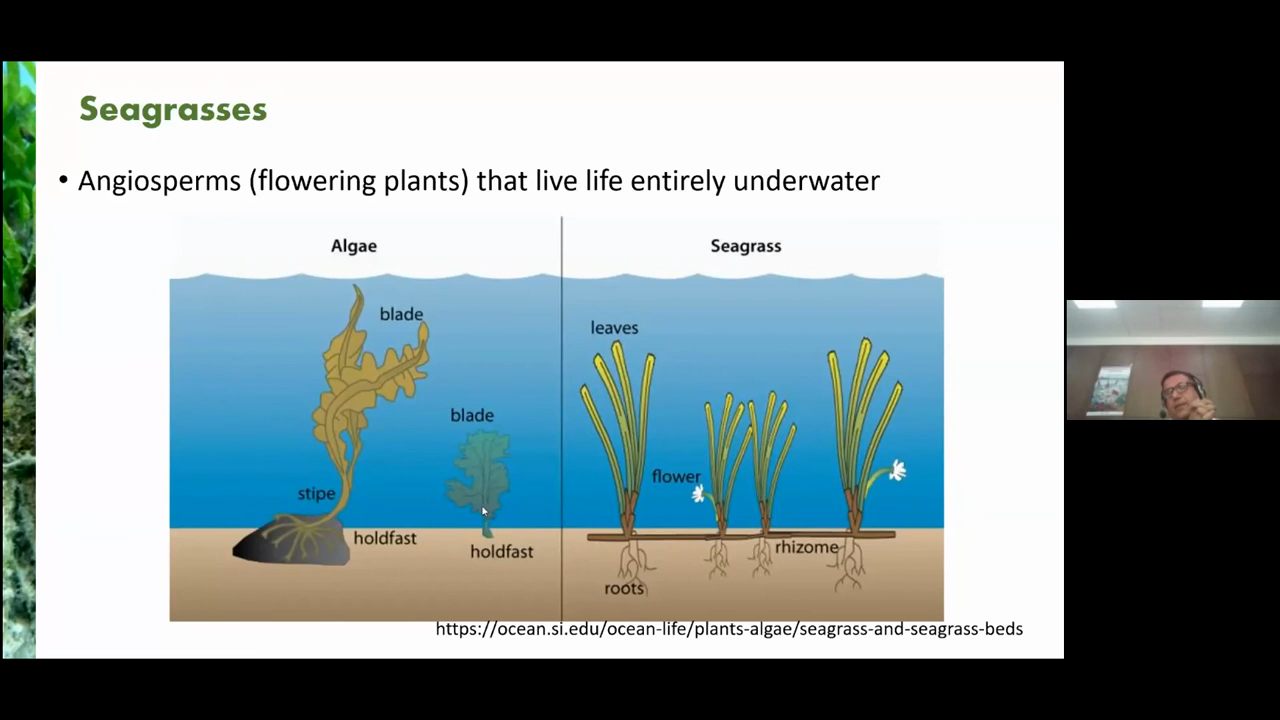 Seagrasses
• Angiosperms (flowering plants) that live life entirely underwater
Algae
Seagrass
blade
leaves
blade
flower
stipe
holdfast
holdfast
rhizome
roots
https://ocean.si.edu/ocean-life/plants-algae/seagrass-and-seagrass-beds